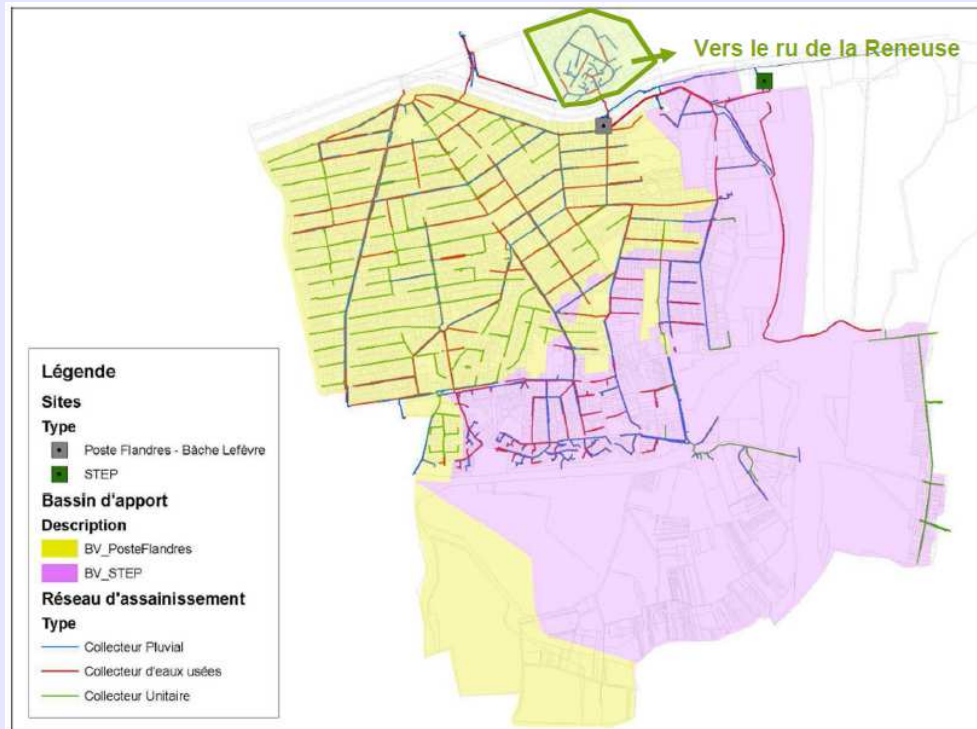 Vers le ru de la Reneuse
Légende
Sites
Type
Poste Flandres - Bâche Lefèvre
STEP
Bassin d'apport
Description
BV_PosteFlandres
BV_STEP
Réseau d'assainissement
Type
Collecteur Pluvial
Collecteur d'eaux usées
Collecteur Unitaire